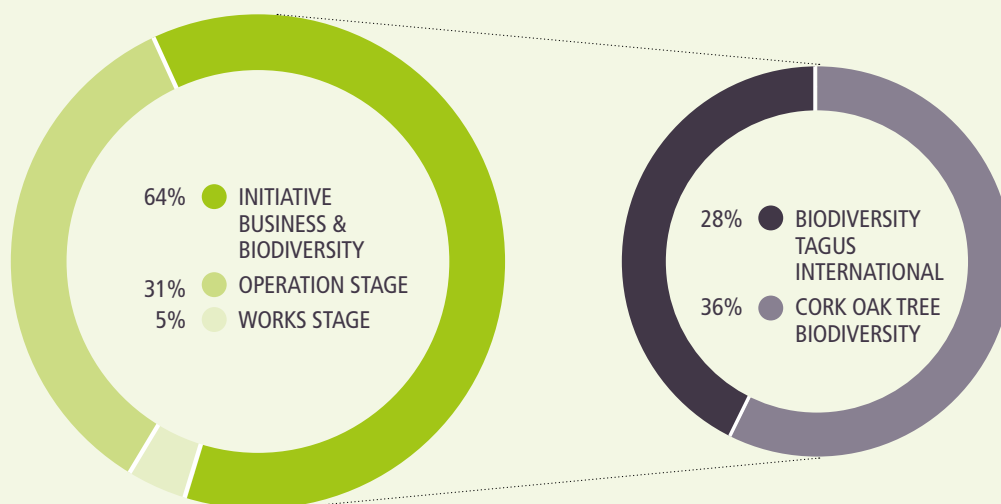 64% INITIATIVE
BUSINESS &
BIODIVERSITY
31% OPERATION STAGE
5% WORKS STAGE
28% BIODIVERSITY
TAGUS
INTERNATIONAL
36% CORK OAK TREE
BIODIVERSITY